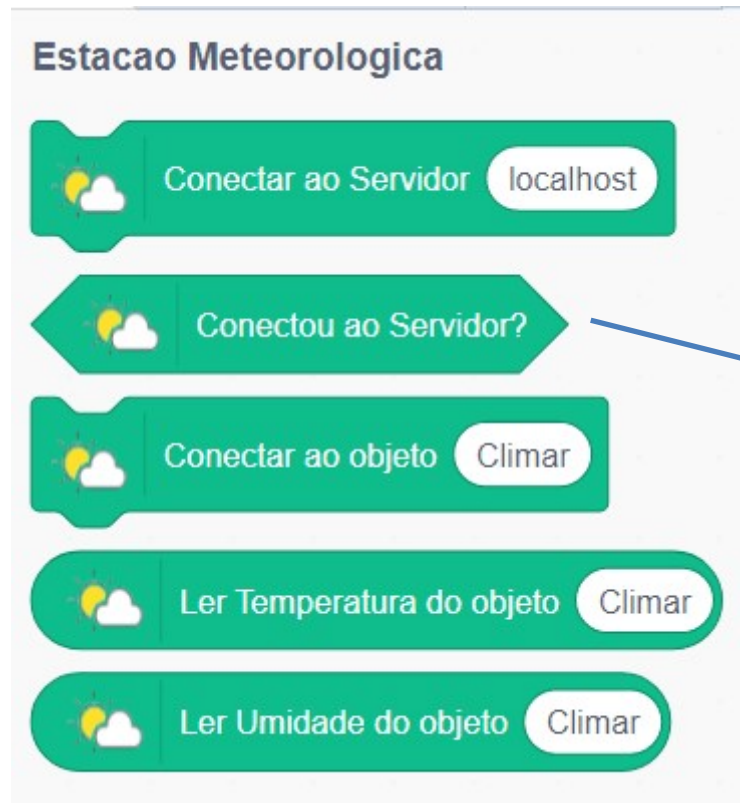 Estacao Meteorologica
Conectar ao Servidor localhost
Conectou ao Servidor?
Conectar ao objeto Climar
Ler Temperatura do objeto Climar
Ler Umidade do objeto Climar